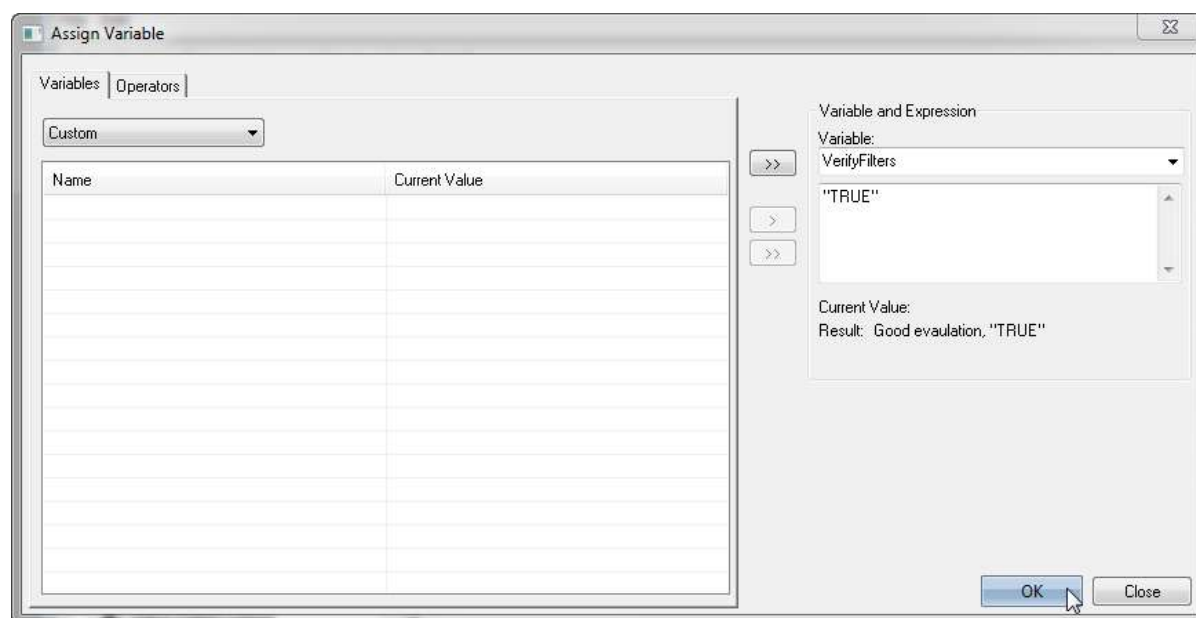 Assign Variable
Variables Operators
Custom
Name Current Value
>>
>
>>
Variable and Expression
Variable:
VerifyFilters
"TRUE"
Current Value:
Result: Good evaulation, "TRUE"
OK Close